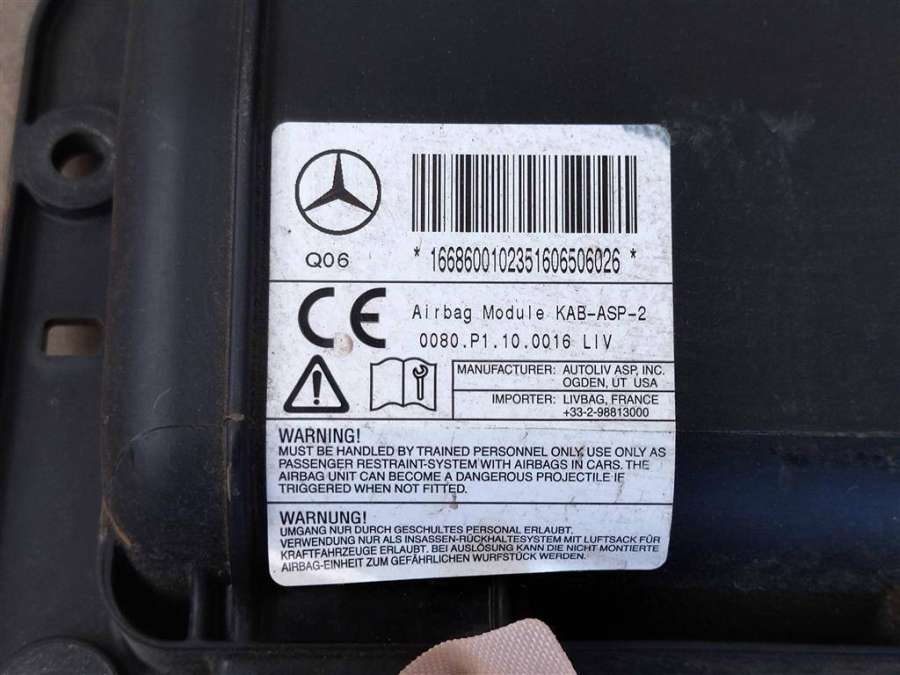 Q06
* 1668600102351606506026 *
CE
Airbag Module KAB-ASP-2
0080.P1.10.0016 LIV
MANUFACTURER: AUTOLIV ASP, INC.
OGDEN, UT USA
IMPORTER: LIVBAG, FRANCE
+33-2-98813000
WARNING!
MUST BE HANDLED BY TRAINED PERSONNEL ONLY, USE ONLY AS
PASSENGER RESTRAINT-SYSTEM WITH AIRBAGS IN CARS. THE
AIRBAG UNIT CAN BECOME A DANGEROUS PROJECTILE IF
TRIGGERED WHEN NOT FITTED.
WARNUNG!
UMGANG NUR DURCH GESCHULTES PERSONAL ERLAUBT.
VERWENDUNG NUR ALS INSASSEN-RÜCKHALTESYSTEM MIT LUFTSACK FÜR
KRAFTFAHRZEUGE ERLAUBT. BEI AUSLÖSUNG KANN DIE NICHT MONTIERTE
AIRBAG-EINHEIT ZUM GEFÄHRLICHEN WURFSTÜCK WERDEN.